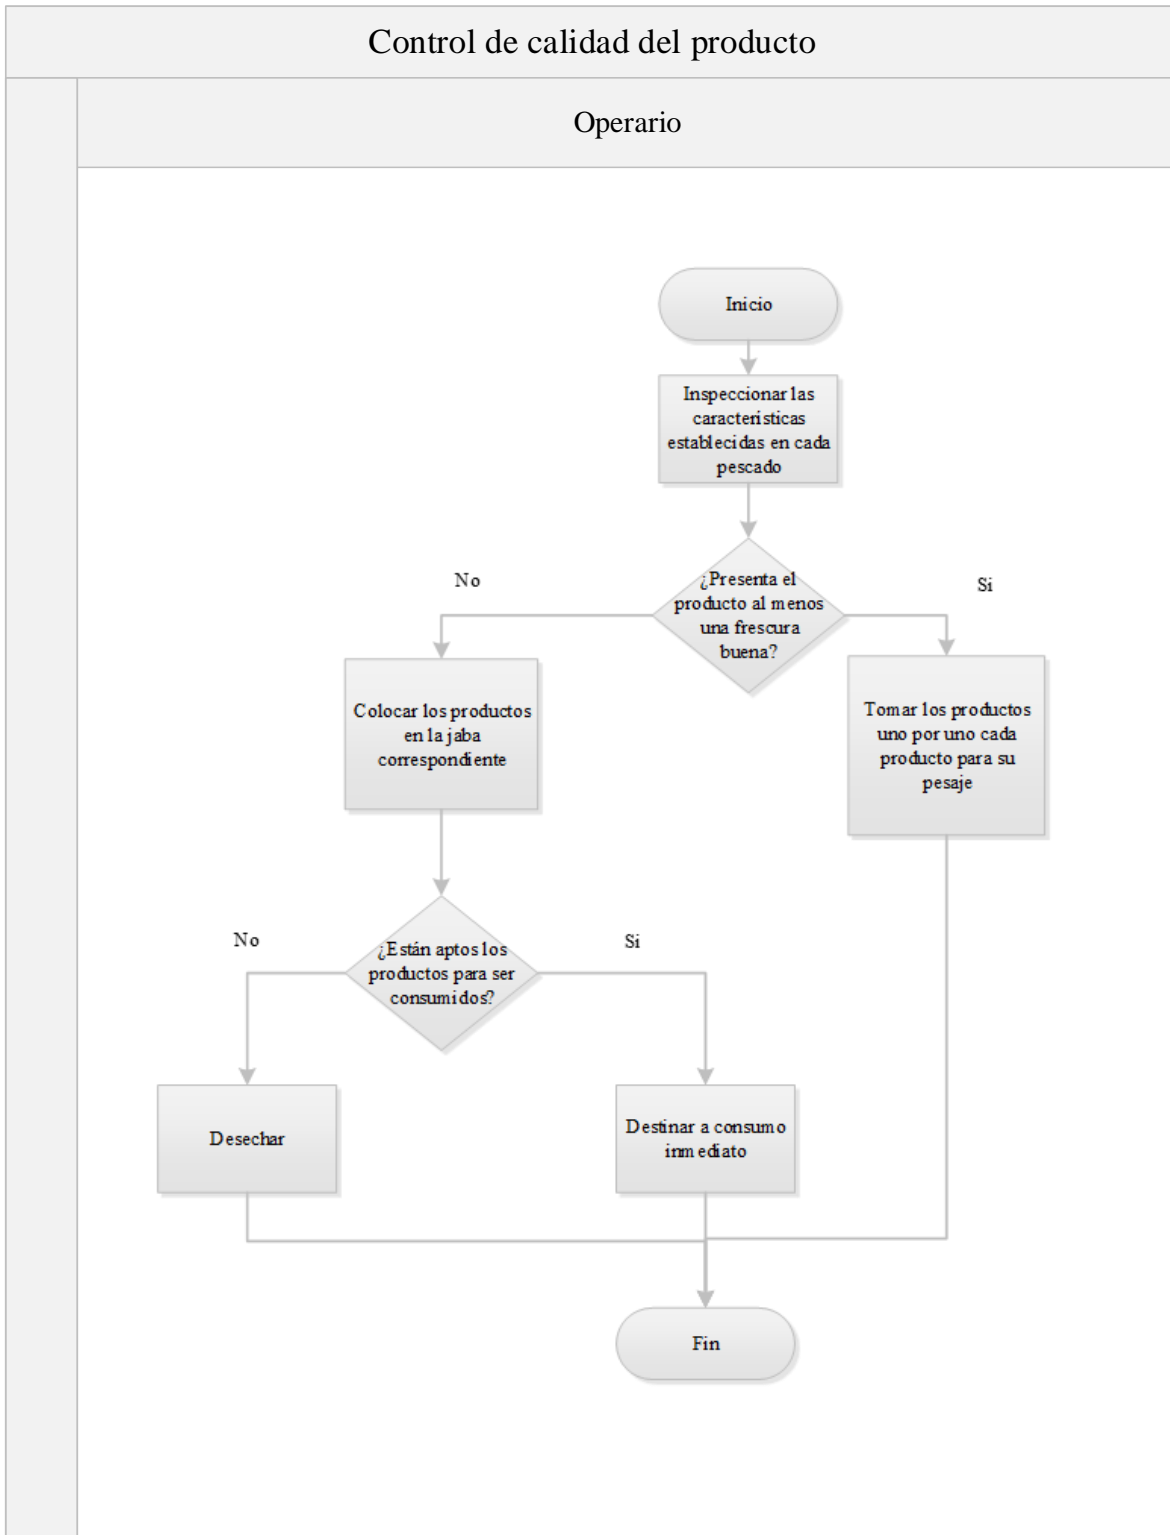 Control de calidad del producto
Operario
Inicio
Inspeccionar las
características
establecidas en cada
pescado
¿Presenta el
producto al menos
una frescura
buena?
No
Si
Colocar los productos
en la jaba
correspondiente
Tomar los productos
uno por uno cada
producto para su
pesaje
¿Están aptos los
productos para ser
consumidos?
No
Si
Desechar
Destinar a consumo
inmediato
Fin